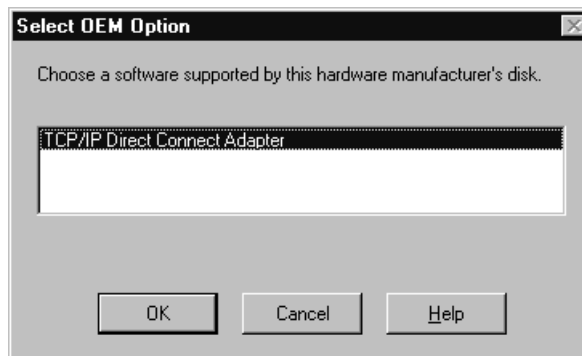 Select OEM Option
Choose a software supported by this hardware manufacturer's disk.
TCP/IP Direct Connect Adapter
OK
Cancel
Help